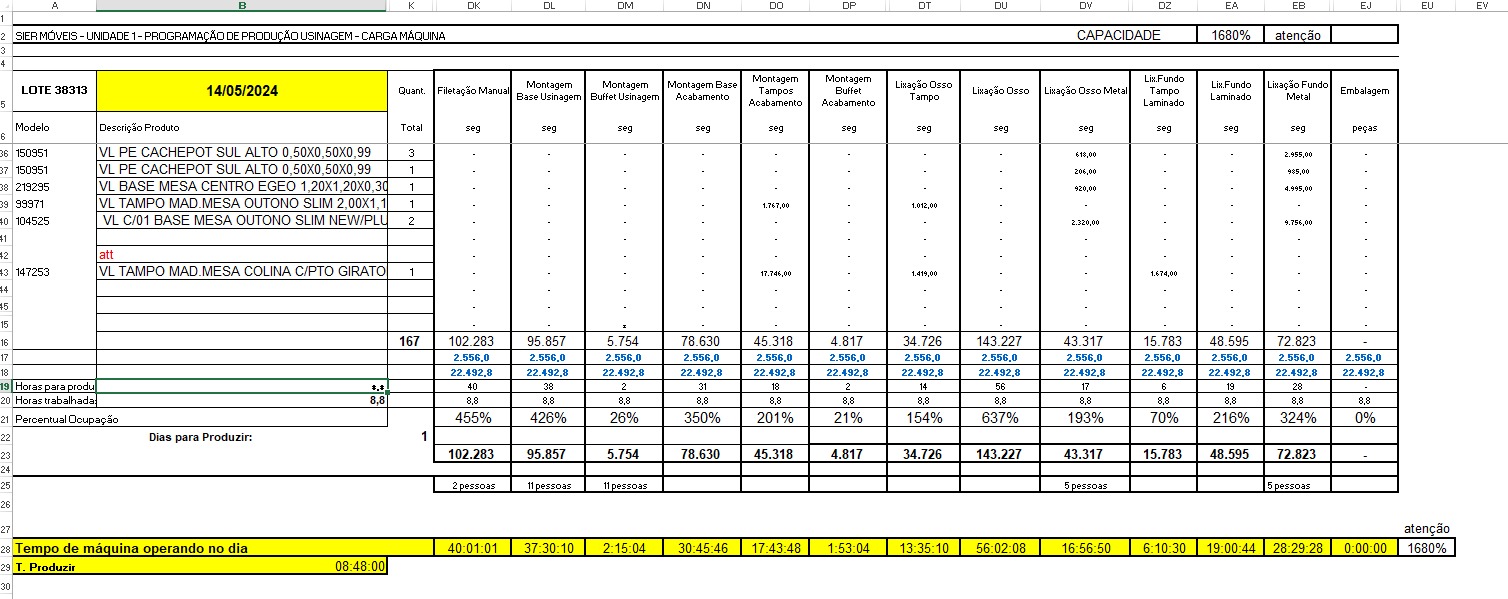 A B K DK DL DM DN DO DP DT DU DV DZ EA EB EJ EU EV
1
2 SIER MÓVEIS - UNIDADE 1 - PROGRAMAÇÃO DE PRODUÇÃO USINAGEM - CARGA MÁQUINA CAPACIDADE 1680% atenção
3
4
LOTE 38313 14/05/2024 Quant. Filetação Manual Montagem Base Usinagem Montagem Buffet Usinagem Montagem Base Acabamento Montagem Tampos Acabamento Montagem Buffet Acabamento Lixação Osso Tampo Lixação Osso Lixação Osso Metal Lix.Fundo Tampo Laminado Lix.Fundo Laminado Lixação Fundo Metal Embalagem
5
6 Modelo Descrição Produto Total seg seg seg seg seg seg seg seg seg seg seg seg peças
36 150951 VL PE CACHEPOT SUL ALTO 0,50X0,50X0,99 3 - - - - - - - - 618,00 - - 2.955,00 -
37 150951 VL PE CACHEPOT SUL ALTO 0,50X0,50X0,99 1 - - - - - - - - 206,00 - - 985,00 -
38 219295 VL BASE MESA CENTRO EGEO 1,20X1,20X0,30 1 - - - - - - - - 920,00 - - 4.995,00 -
39 99971 VL TAMPO MAD.MESA OUTONO SLIM 2,00X1,1 1 - - - - 1.767,00 - 1.012,00 - - - - - -
40 104525 VL C/01 BASE MESA OUTONO SLIM NEW/PLU 2 - - - - - - - - 2.320,00 - - 9.756,00 -
41 - - - - - - - - - - - - -
42 att - - - - - - - - - - - - -
43 147253 VL TAMPO MAD.MESA COLINA C/PTO GIRATO 1 - - - - 17.746,00 - 1.419,00 - - 1.674,00 - - -
44 - - - - - - - - - - - - -
45 - - - - - - - - - - - - -
15 - - - - - - - - - - - -
16 167 102.283 95.857 5.754 78.630 45.318 4.817 34.726 143.227 43.317 15.783 48.595 72.823 -
17 2.556,0 2.556,0 2.556,0 2.556,0 2.556,0 2.556,0 2.556,0 2.556,0 2.556,0 2.556,0 2.556,0 2.556,0 2.556,0
18 22.492,8 22.492,8 22.492,8 22.492,8 22.492,8 22.492,8 22.492,8 22.492,8 22.492,8 22.492,8 22.492,8 22.492,8 22.492,8
19 Horas para produ *,* 40 38 2 31 18 2 14 56 17 6 19 28 -
20 Horas trabalhadas 8,8 8,8 8,8 8,8 8,8 8,8 8,8 8,8 8,8 8,8 8,8 8,8 8,8 8,8
21 Percentual Ocupação 455% 426% 26% 350% 201% 21% 154% 637% 193% 70% 216% 324% 0%
22 Dias para Produzir: 1
23 102.283 95.857 5.754 78.630 45.318 4.817 34.726 143.227 43.317 15.783 48.595 72.823 -
24
25 2 pessoas 11 pessoas 11 pessoas 5 pessoas 5 pessoas
26
27 atenção
28 Tempo de máquina operando no dia 40:01:01 37:30:10 2:15:04 30:45:46 17:43:48 1:53:04 13:35:10 56:02:08 16:56:50 6:10:30 19:00:44 28:29:28 0:00:00 1680%
29 T. Produzir 08:48:00
30